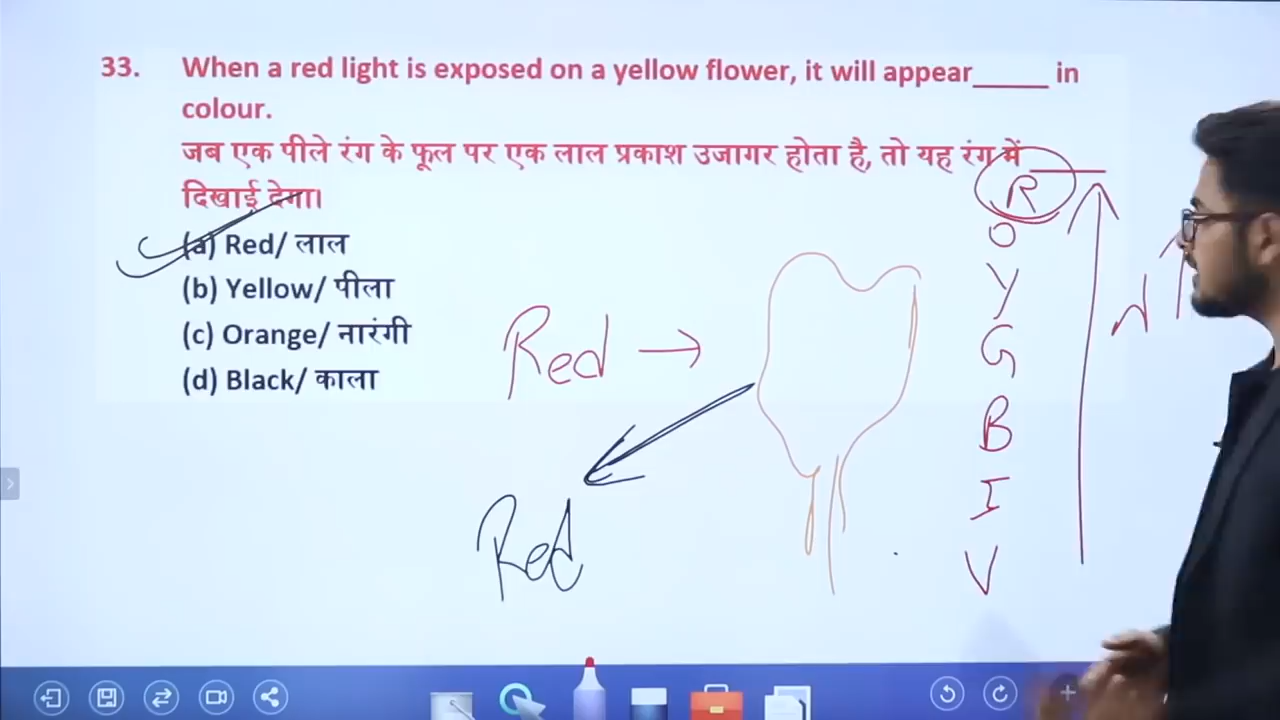 33. When a red light is exposed on a yellow flower, it will appear_____ in
colour.
जब एक पीले रंग के फूल पर एक लाल प्रकाश उजागर होता है, तो यह रंग में
दिखाई देगा।
(a) Red/ लाल
(b) Yellow/ पीला
(c) Orange/ नारंगी
(d) Black/ काला
Red →
Red
R
O
Y
G
B
I
V